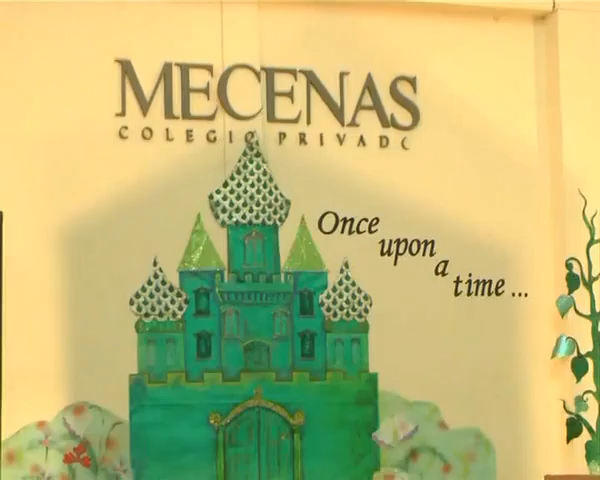 MECENAS
COLEGIO PRIVADO
Once
upon
a
time ...